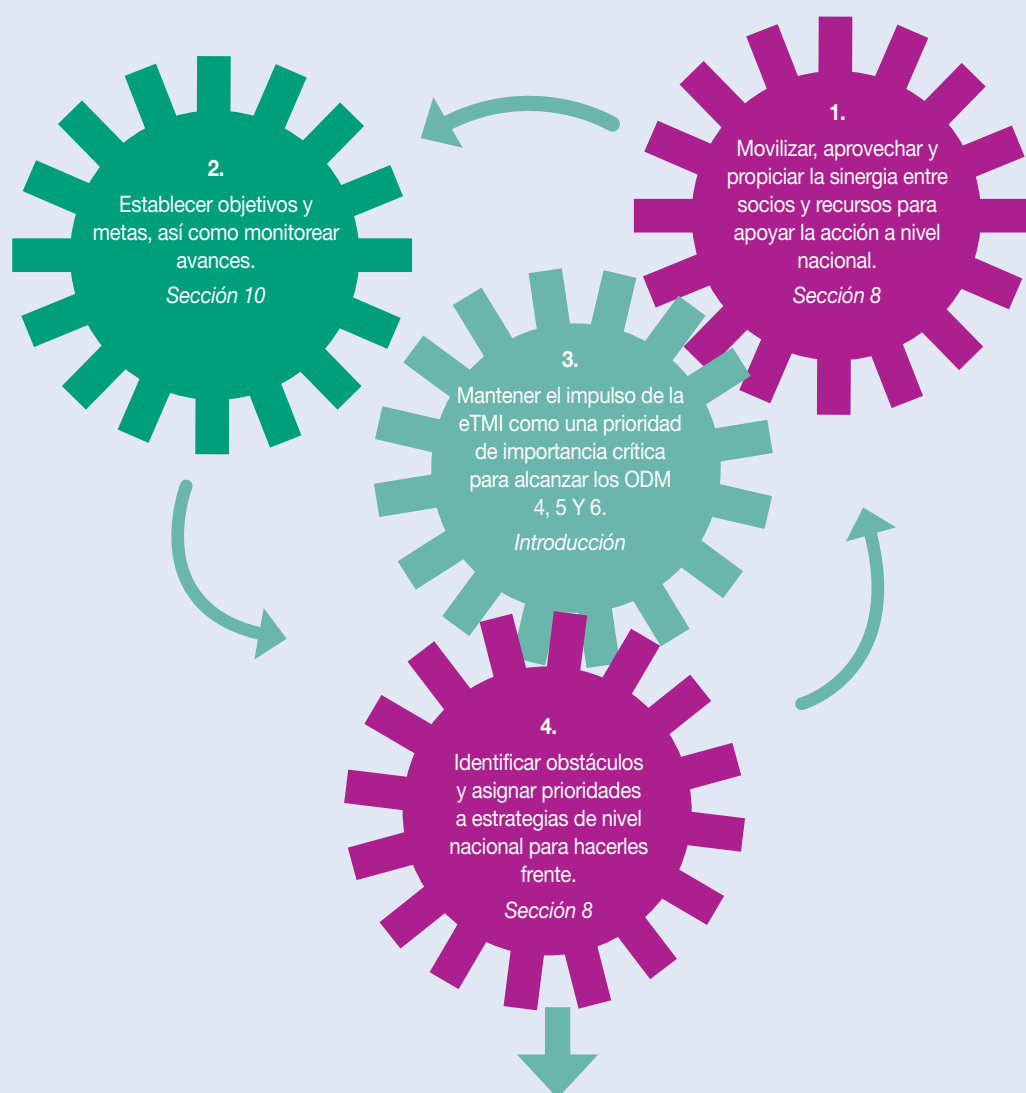 1.
Movilizar, aprovechar y
propiciar la sinergia entre
socios y recursos para
apoyar la acción a nivel
nacional.
Sección 8
2.
Establecer objetivos y
metas, así como monitorear
avances.
Sección 10
3.
Mantener el impulso de la
eTMI como una prioridad
de importancia crítica
para alcanzar los ODM
4, 5 Y 6.
Introducción
4.
Identificar obstáculos
y asignar prioridades
a estrategias de nivel
nacional para hacerles
frente.
Sección 8